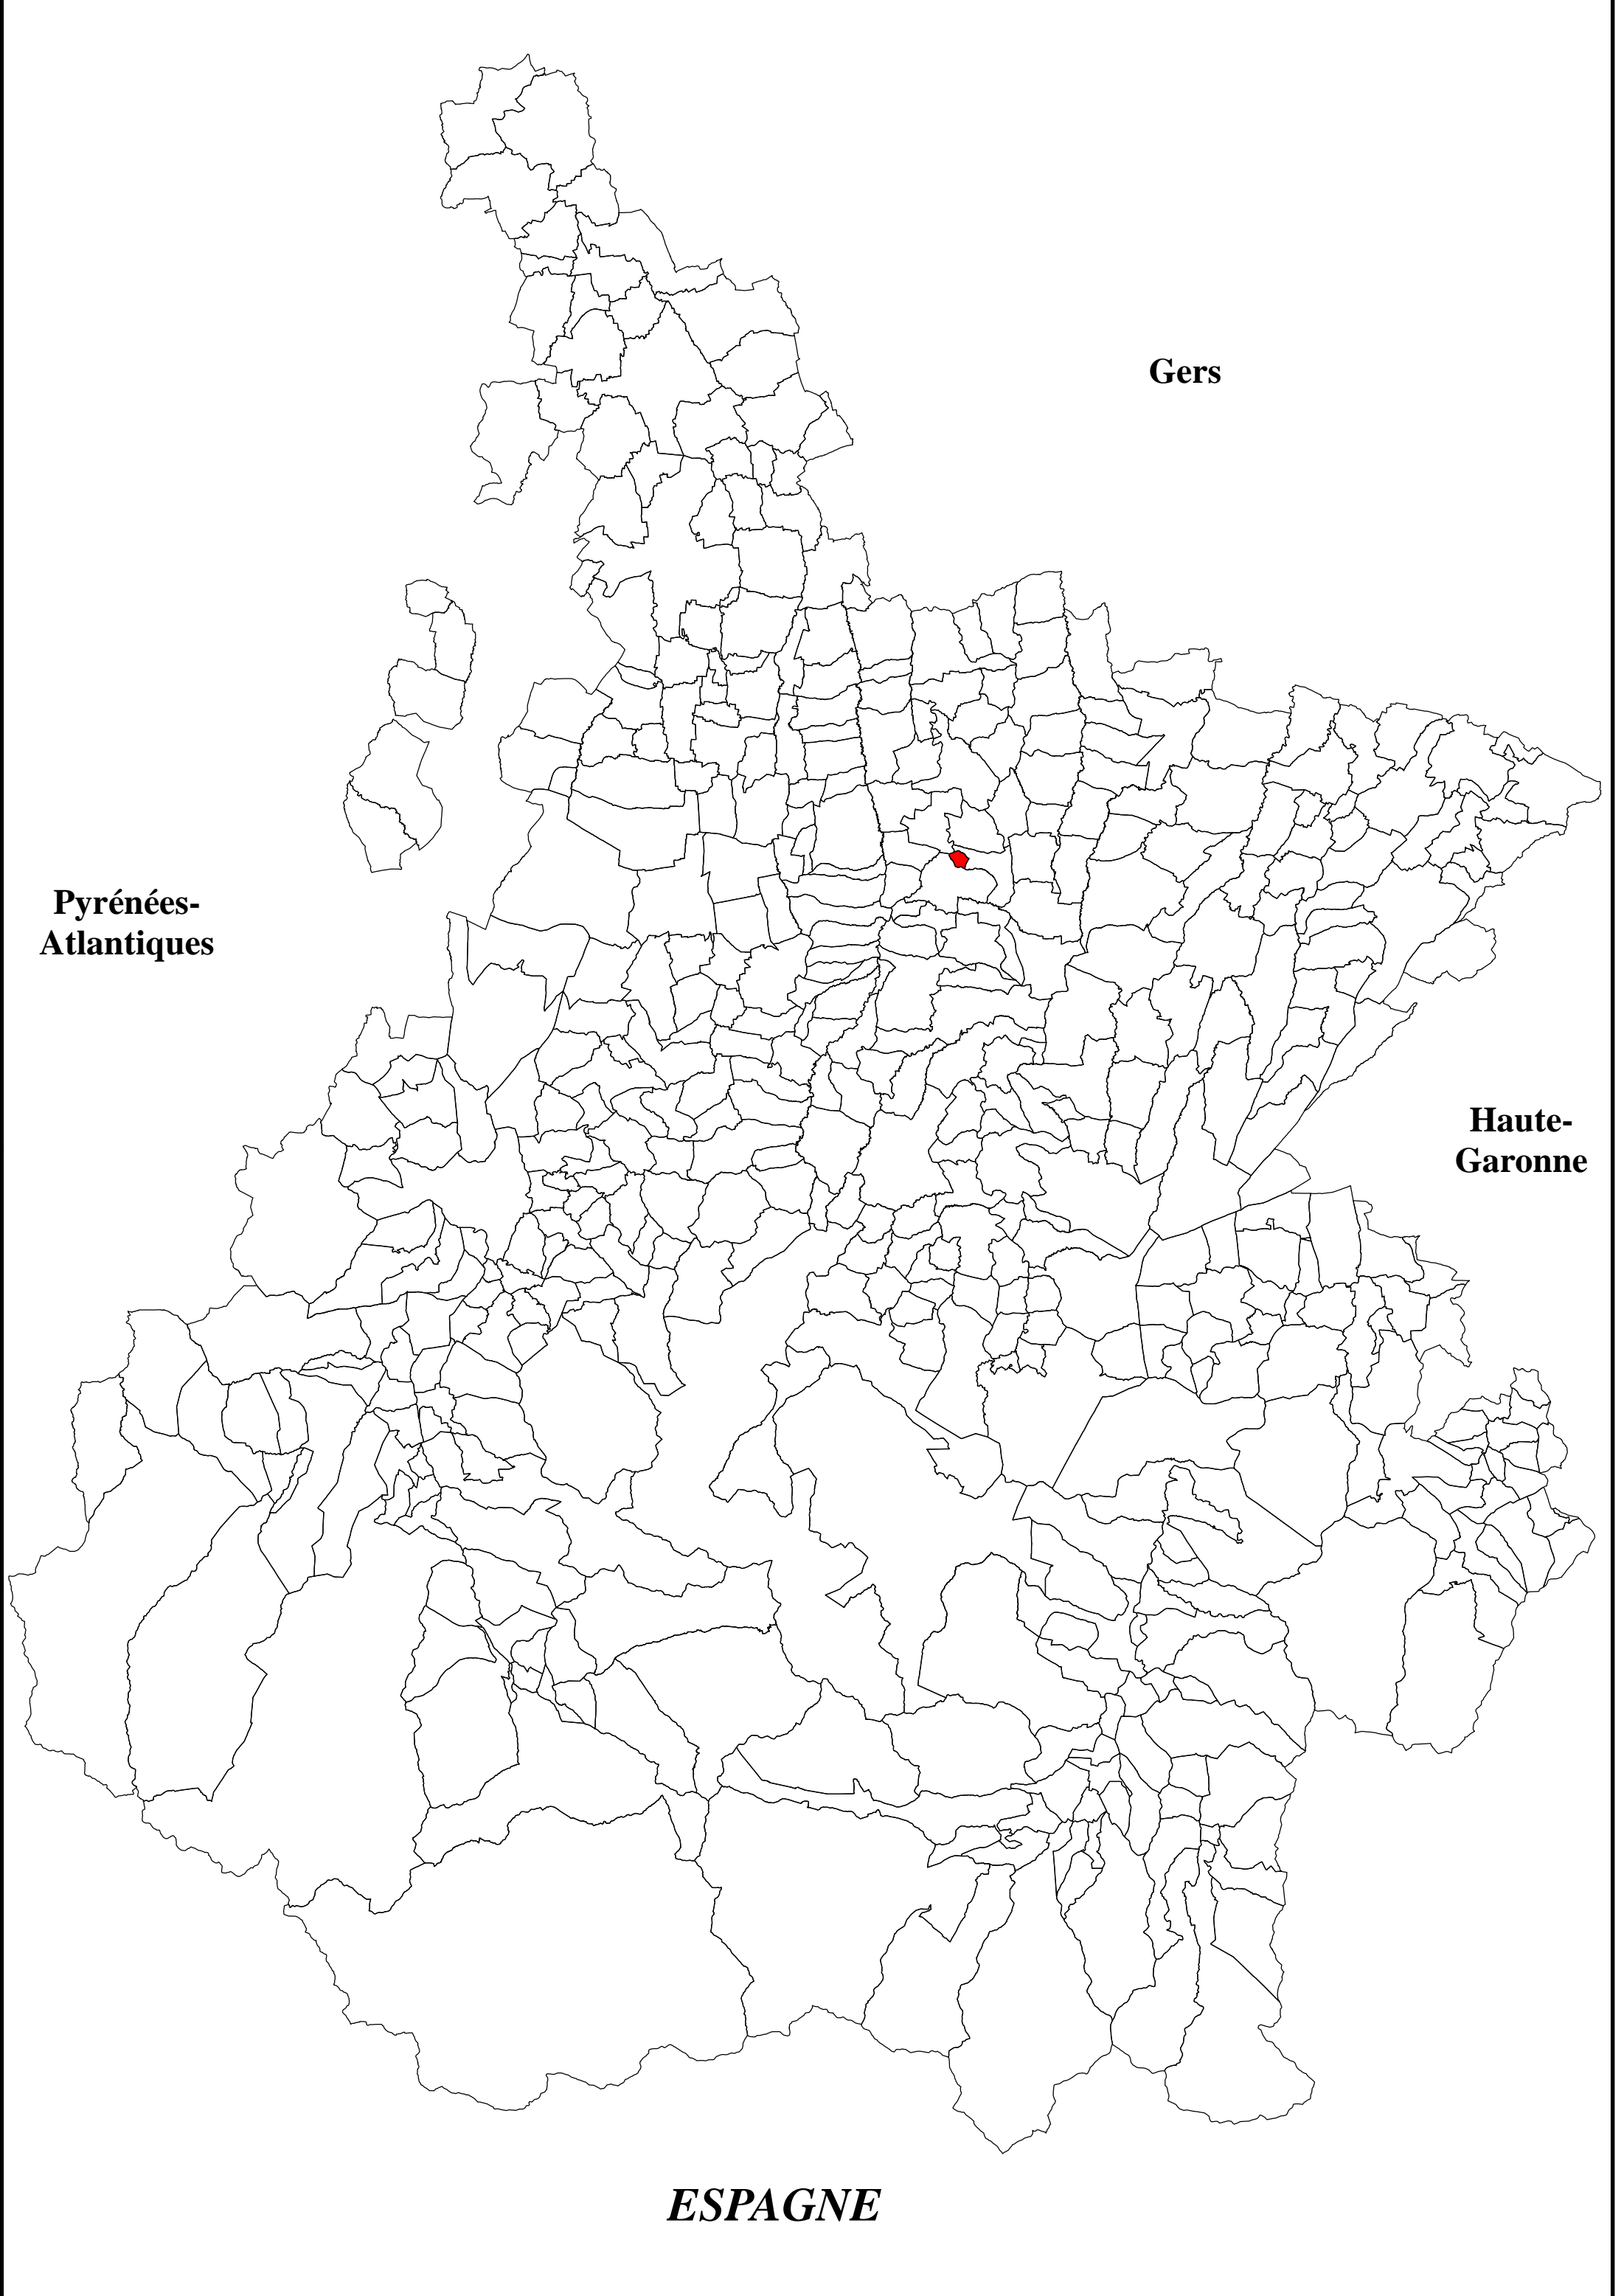 Gers
Pyrénées-
Atlantiques
Haute-
Garonne
ESPAGNE